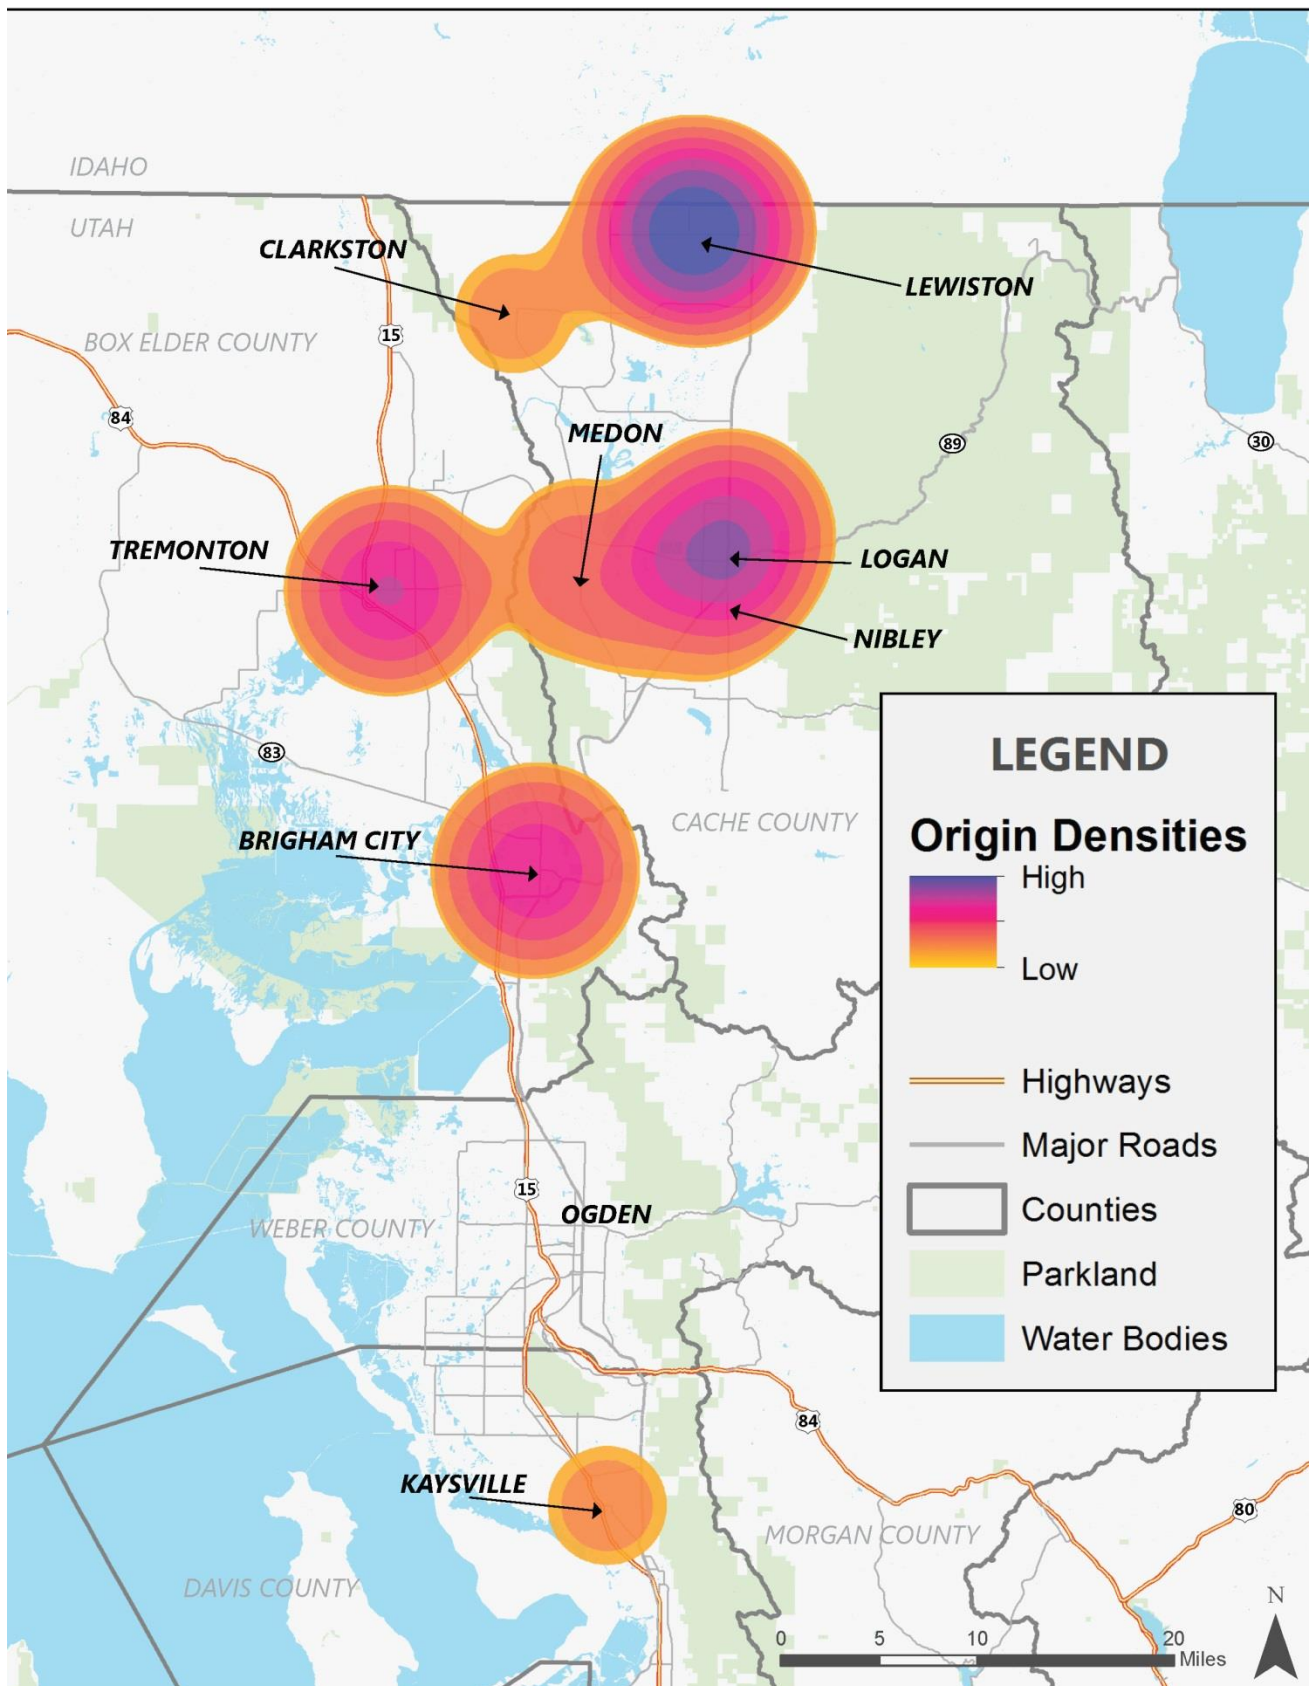 IDAHO
UTAH
CLARKSTON
LEWISTON
BOX ELDER COUNTY
15
84
MEDON
89
30
TREMONTON
LOGAN
NIBLEY
83
BRIGHAM CITY
CACHE COUNTY
LEGEND
Origin Densities
High
Low
Highways
Major Roads
Counties
Parkland
Water Bodies
15
OGDEN
WEBER COUNTY
84
KAYSVILLE
80
MORGAN COUNTY
DAVIS COUNTY
N
0 5 10 20
Miles